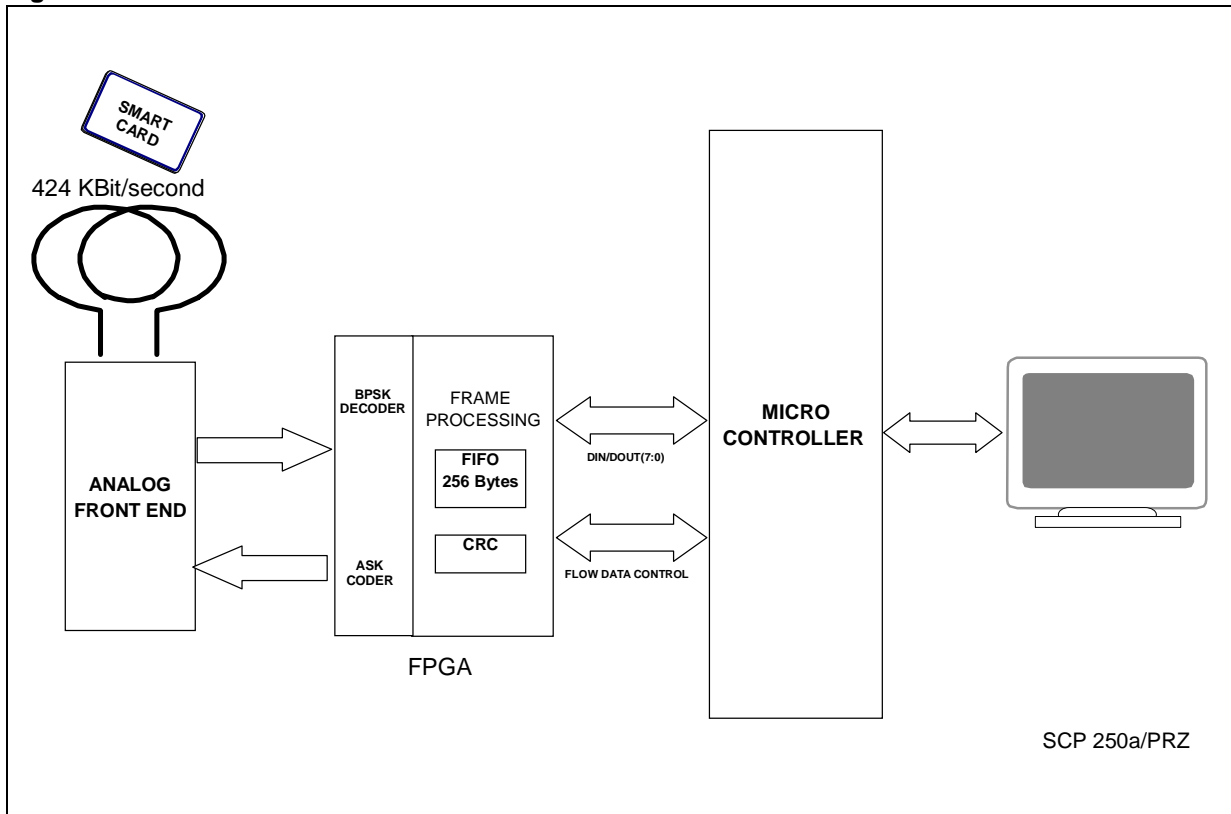 SMART
CARD
424 KBit/second
ANALOG
FRONT END
BPSK
DECODER
ASK
CODER
FRAME
PROCESSING
FIFO
256 Bytes
CRC
FPGA
DIN/DOUT(7:0)
FLOW DATA CONTROL
MICRO
CONTROLLER
SCP 250a/PRZ